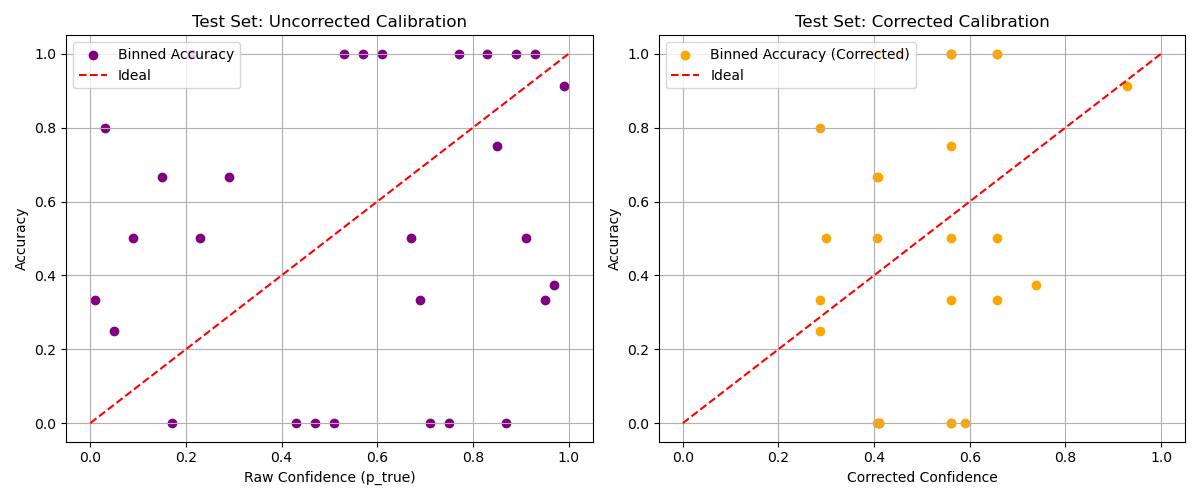 Test Set: Uncorrected Calibration
Binned Accuracy
Ideal
1.0
0.8
0.6
0.4
0.2
0.0
Accuracy
0.0 0.2 0.4 0.6 0.8 1.0
Raw Confidence (p_true)
Test Set: Corrected Calibration
Binned Accuracy (Corrected)
Ideal
1.0
0.8
0.6
0.4
0.2
0.0
Accuracy
0.0 0.2 0.4 0.6 0.8 1.0
Corrected Confidence